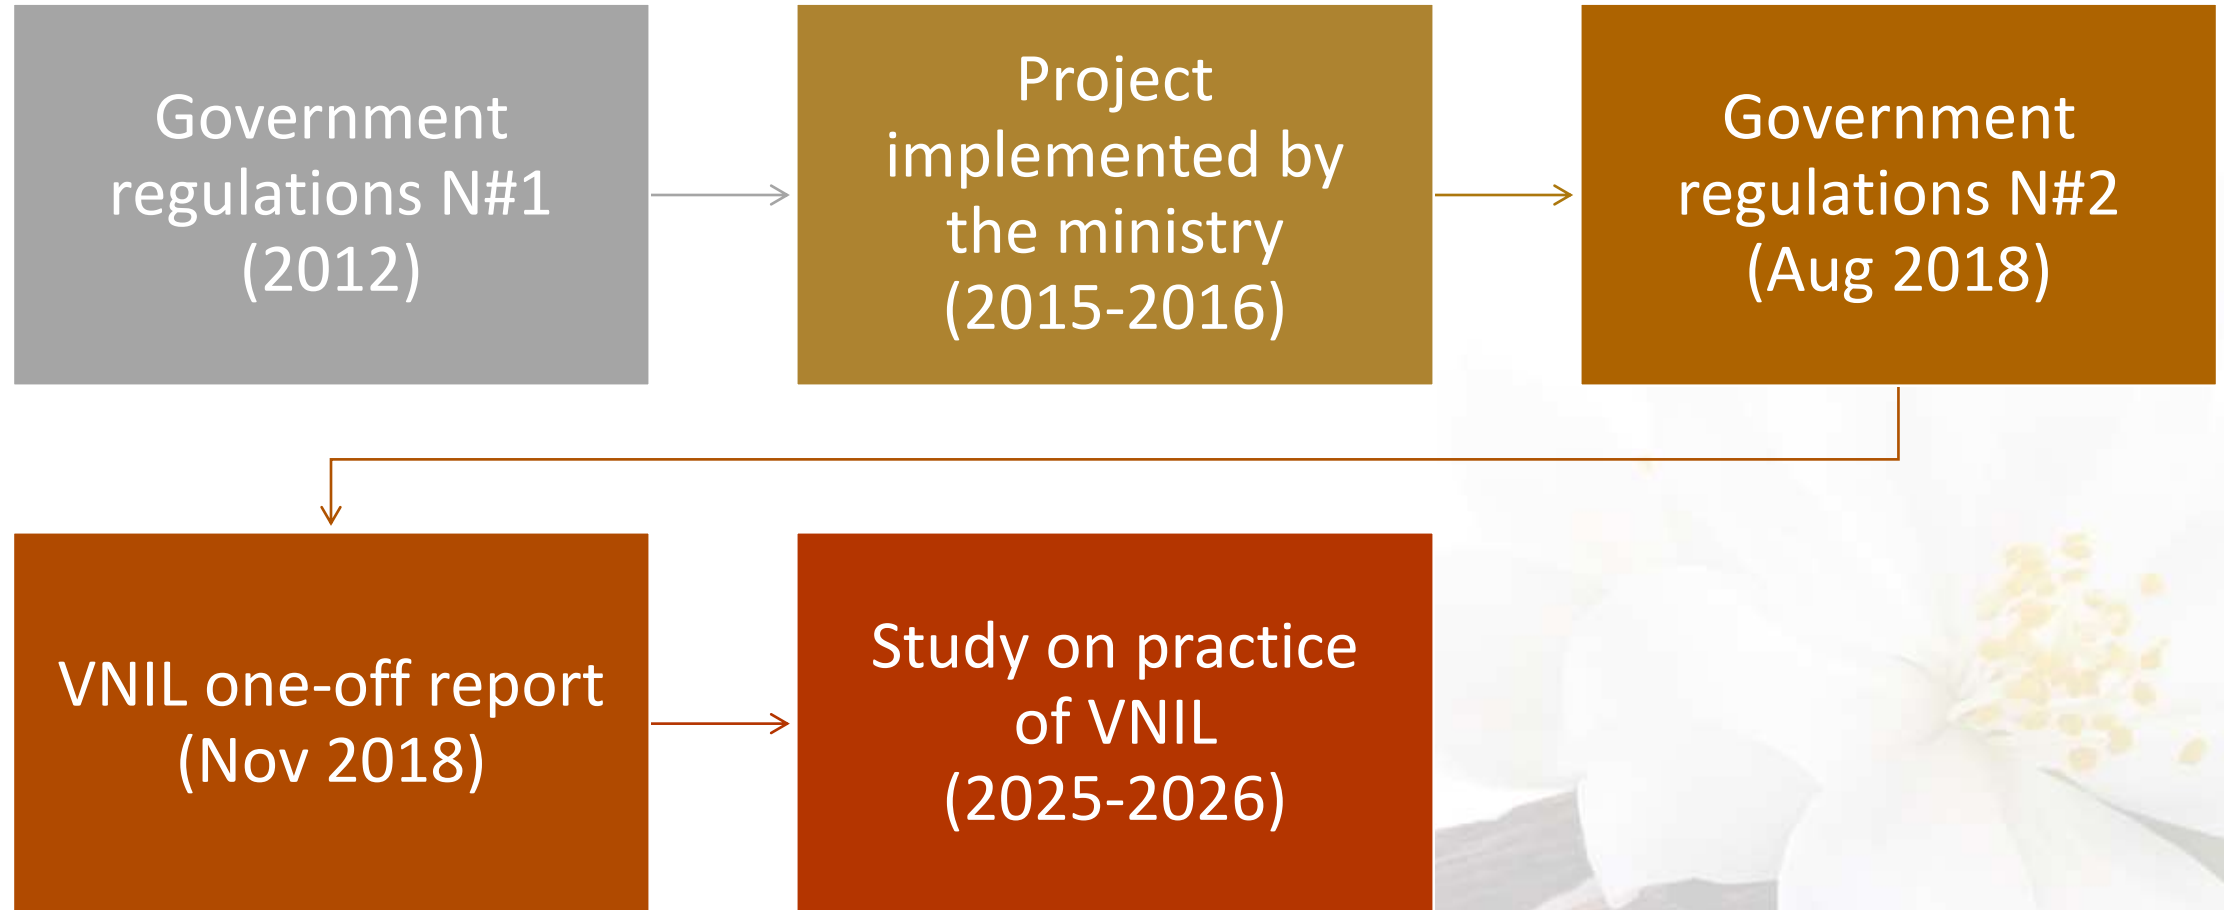 Government
regulations N#1
(2012)
Project
implemented by
the ministry
(2015-2016)
Government
regulations N#2
(Aug 2018)
VNIL one-off report
(Nov 2018)
Study on practice
of VNIL
(2025-2026)